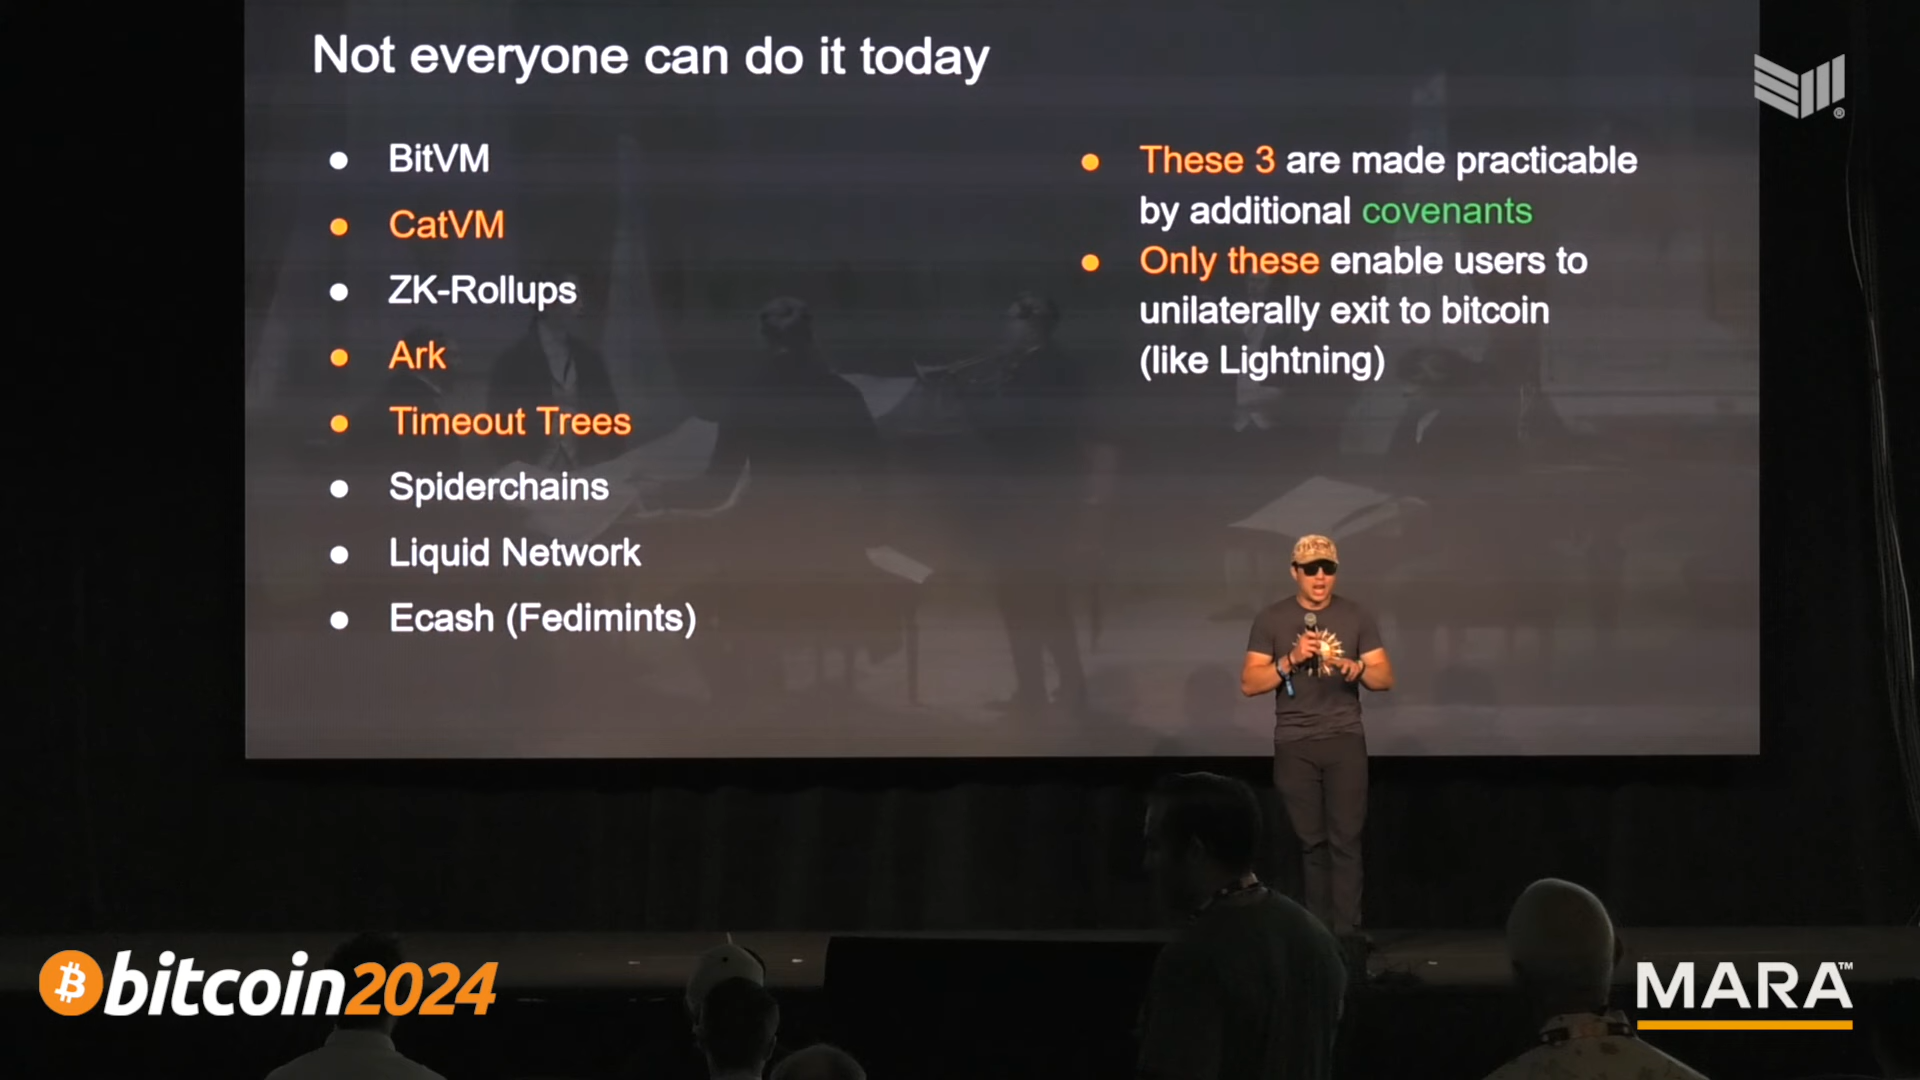 Not everyone can do it today
BitVM
CatVM
ZK-Rollups
Ark
Timeout Trees
Spiderchains
Liquid Network
Ecash (Fedimints)
These 3 are made practicable
by additional covenants
Only these enable users to
unilaterally exit to bitcoin
(like Lightning)
®
bitcoin2024
MARA™